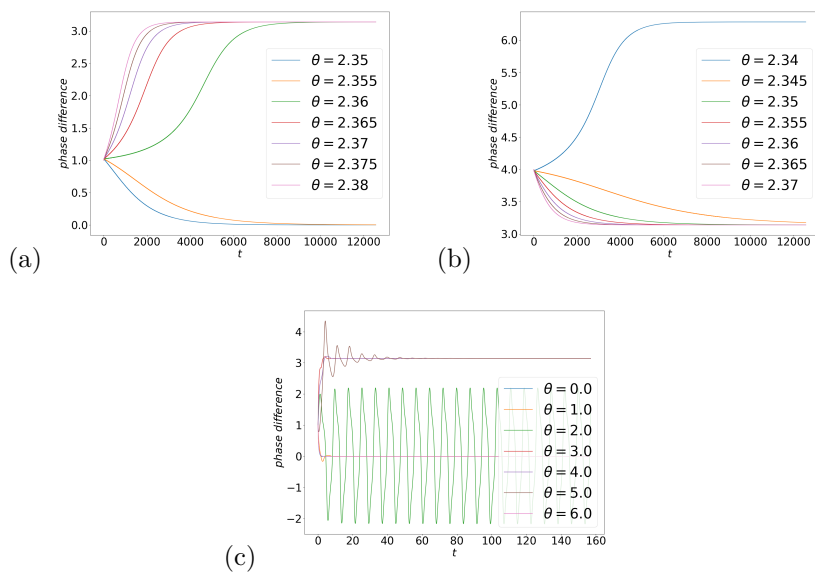 3.0
2.5
2.0
1.5
1.0
0.5
0.0
phase difference
0 2000 4000 6000 8000 10000 12000
t
θ = 2.35
θ = 2.355
θ = 2.36
θ = 2.365
θ = 2.37
θ = 2.375
θ = 2.38
(a)
6.0
5.5
5.0
4.5
4.0
3.5
3.0
phase difference
0 2000 4000 6000 8000 10000 12000
t
θ = 2.34
θ = 2.345
θ = 2.35
θ = 2.355
θ = 2.36
θ = 2.365
θ = 2.37
(b)
4
3
2
1
0
−1
−2
phase difference
0 20 40 60 80 100 120 140 160
t
θ = 0.0
θ = 1.0
θ = 2.0
θ = 3.0
θ = 4.0
θ = 5.0
θ = 6.0
(c)